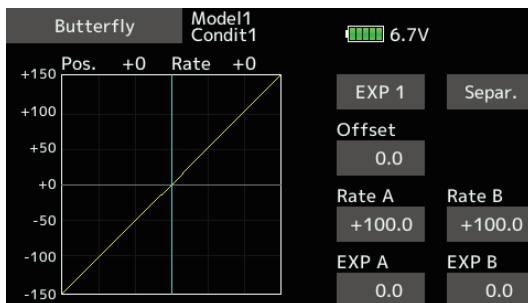 Butterfly
Model1
Condit1
6.7V
Pos. +0 Rate +0
+150
+100
+50
+0
-50
-100
-150
EXP 1 Separ.
Offset
0.0
Rate A Rate B
+100.0 +100.0
EXP A EXP B
0.0 0.0